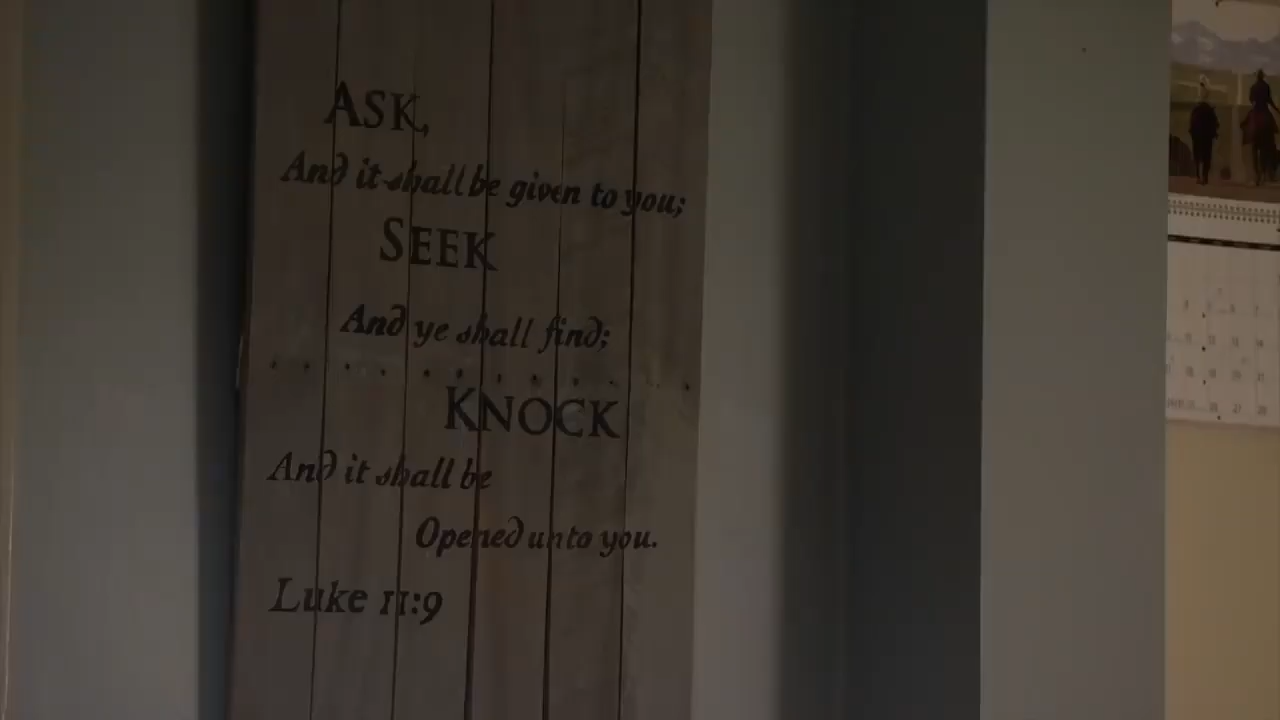 ASK,
And it shall be given to you;
SEEK
And ye shall find;
KNOCK
And it shall be
Opened unto you.
Luke 11:9